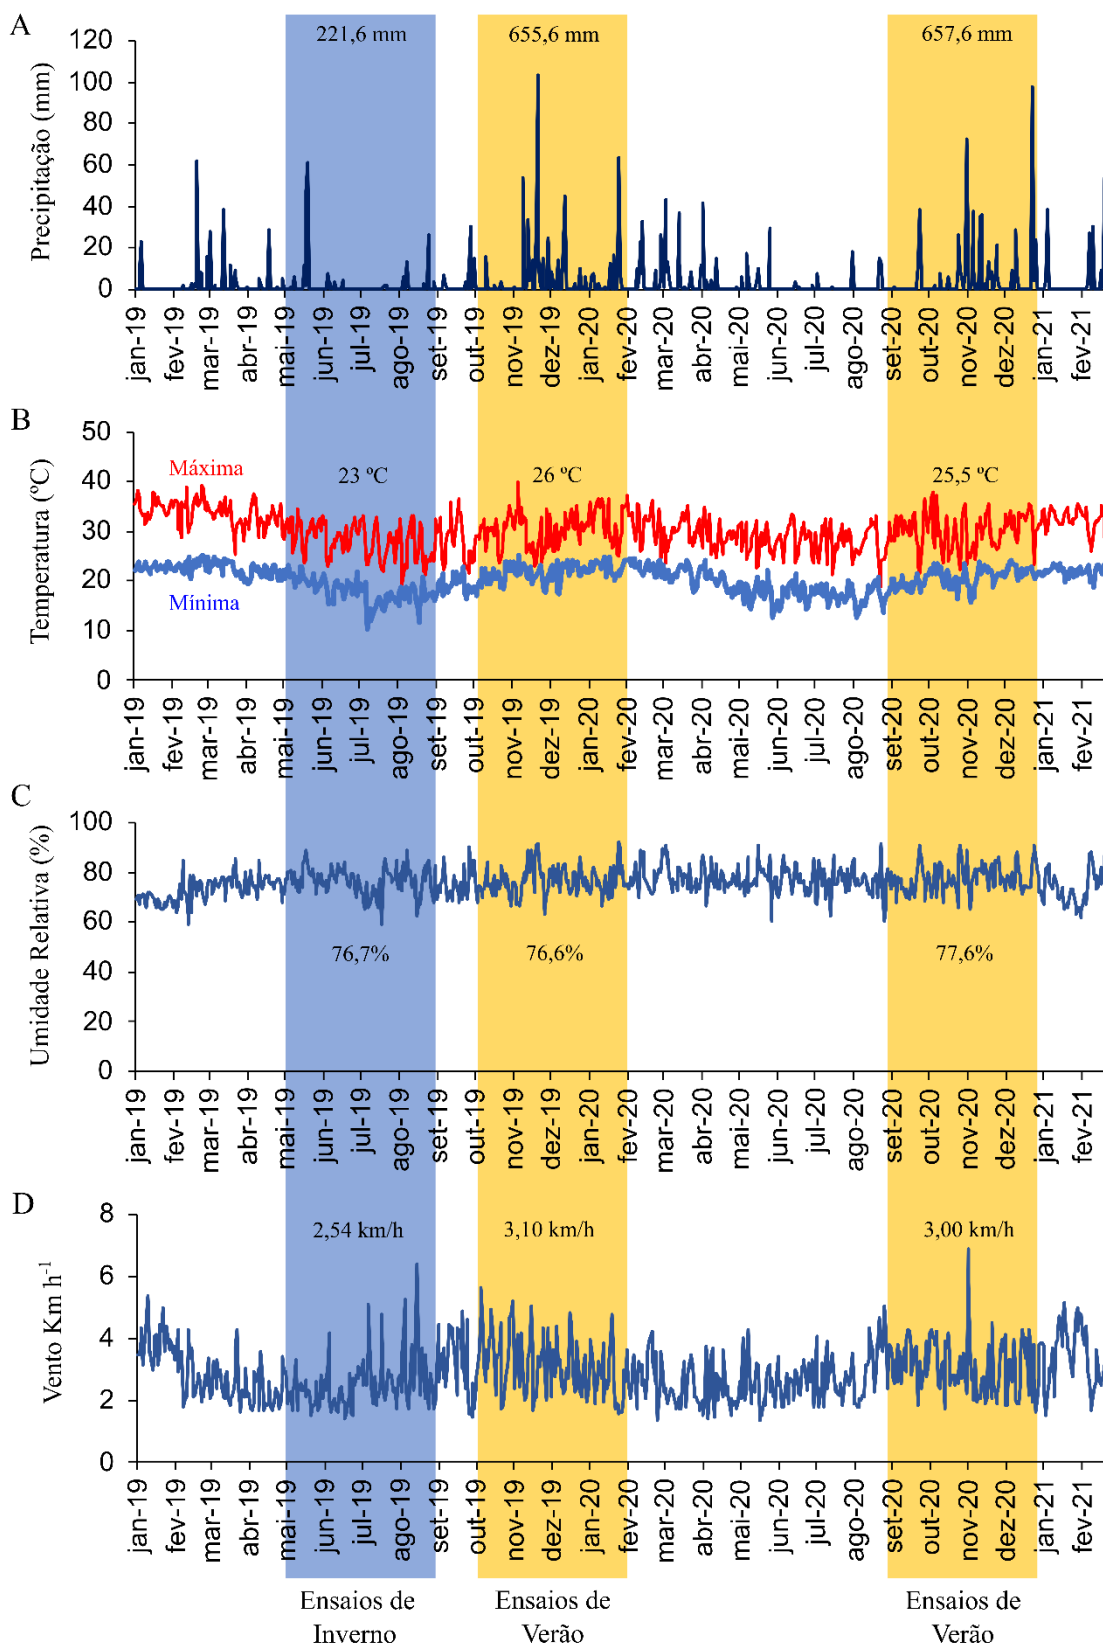 A
221,6 mm
655,6 mm
657,6 mm
Precipitação (mm)
120
100
80
60
40
20
0
jan-19
fev-19
mar-19
abr-19
mai-19
jun-19
jul-19
ago-19
set-19
out-19
nov-19
dez-19
jan-20
fev-20
mar-20
abr-20
mai-20
jun-20
jul-20
ago-20
set-20
out-20
nov-20
dez-20
jan-21
fev-21
B
Temperatura (ºC)
50
40
30
20
10
0
Máxima
Mínima
23 ºC
26 ºC
25,5 ºC
jan-19
fev-19
mar-19
abr-19
mai-19
jun-19
jul-19
ago-19
set-19
out-19
nov-19
dez-19
jan-20
fev-20
mar-20
abr-20
mai-20
jun-20
jul-20
ago-20
set-20
out-20
nov-20
dez-20
jan-21
fev-21
C
Umidade Relativa (%)
100
80
60
40
20
0
76,7%
76,6%
77,6%
jan-19
fev-19
mar-19
abr-19
mai-19
jun-19
jul-19
ago-19
set-19
out-19
nov-19
dez-19
jan-20
fev-20
mar-20
abr-20
mai-20
jun-20
jul-20
ago-20
set-20
out-20
nov-20
dez-20
jan-21
fev-21
D
Vento Km h⁻¹
8
6
4
2
0
2,54 km/h
3,10 km/h
3,00 km/h
jan-19
fev-19
mar-19
abr-19
mai-19
jun-19
jul-19
ago-19
set-19
out-19
nov-19
dez-19
jan-20
fev-20
mar-20
abr-20
mai-20
jun-20
jul-20
ago-20
set-20
out-20
nov-20
dez-20
jan-21
fev-21
Ensaios de
Inverno
Ensaios de
Verão
Ensaios de
Verão